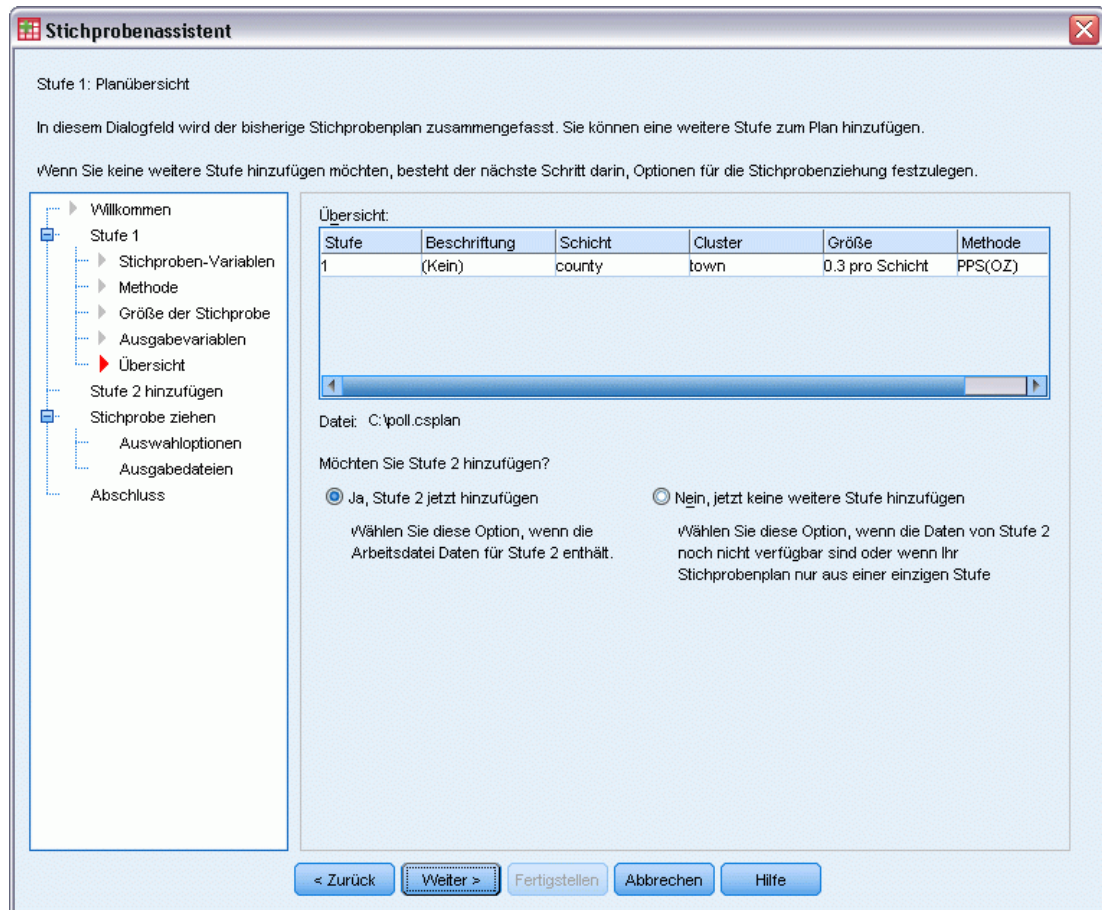 Stichprobenassistent
Stufe 1: Planübersicht
In diesem Dialogfeld wird der bisherige Stichprobenplan zusammengefasst. Sie können eine weitere Stufe zum Plan hinzufügen.
Wenn Sie keine weitere Stufe hinzufügen möchten, besteht der nächste Schritt darin, Optionen für die Stichprobenziehung festzulegen.
Willkommen
Stufe 1
Stichproben-Variablen
Methode
Größe der Stichprobe
Ausgabevariablen
Übersicht
Stufe 2 hinzufügen
Stichprobe ziehen
Auswahloptionen
Ausgabedateien
Abschluss
Übersicht:
Stufe Beschriftung Schicht Cluster Größe Methode
1 (Kein) county town 0.3 pro Schicht PPS(OZ)
Datei: C:\poll.csplan
Möchten Sie Stufe 2 hinzufügen?
Ja, Stufe 2 jetzt hinzufügen
Wählen Sie diese Option, wenn die
Arbeitsdatei Daten für Stufe 2 enthält.
Nein, jetzt keine weitere Stufe hinzufügen
Wählen Sie diese Option, wenn die Daten von Stufe 2
noch nicht verfügbar sind oder wenn Ihr
Stichprobenplan nur aus einer einzigen Stufe
< Zurück Weiter > Fertigstellen Abbrechen Hilfe